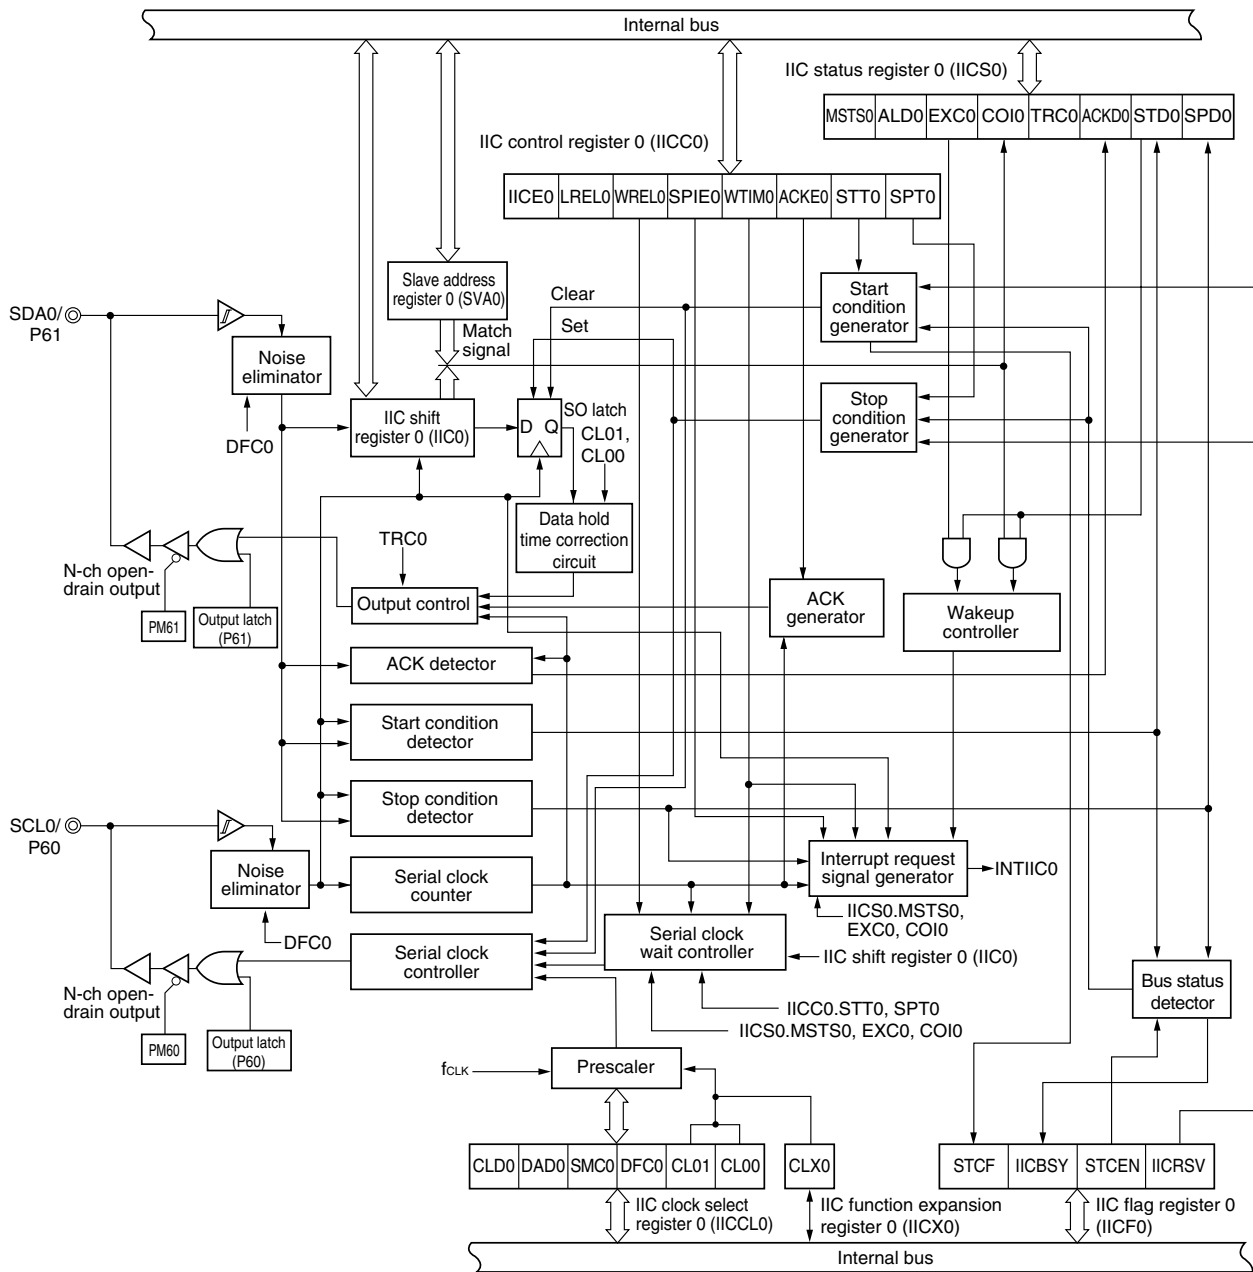 Internal bus
IIC status register 0 (IICS0)
MSTS0 ALD0 EXC0 COI0 TRC0 ACKD0 STD0 SPD0
IIC control register 0 (IICC0)
IICE0 LREL0 WREL0 SPIE0 WTIM0 ACKE0 STT0 SPT0
Slave address
register 0 (SVA0)
Clear
Set
Match
signal
Start
condition
generator
SDA0/
P61
Noise
eliminator
DFC0
IIC shift
register 0 (IIC0)
D Q
SO latch
CL01,
CL00
Stop
condition
generator
Data hold
time correction
circuit
TRC0
N-ch open-
drain output
PM61
Output latch
(P61)
Output control
ACK
generator
Wakeup
controller
ACK detector
Start condition
detector
Stop condition
detector
SCL0/
P60
Noise
eliminator
DFC0
Serial clock
counter
Interrupt request
signal generator
INTIIC0
IICS0.MSTS0,
EXC0, COI0
Serial clock
controller
Serial clock
wait controller
IIC shift register 0 (IIC0)
Bus status
detector
N-ch open-
drain output
PM60
Output latch
(P60)
IICC0.STT0, SPT0
IICS0.MSTS0, EXC0, COI0
fCLK
Prescaler
CLD0 DAD0 SMC0 DFC0 CL01 CL00
CLX0
STCF IICBSY STCEN IICRSV
IIC clock select
register 0 (IICCL0)
IIC function expansion
register 0 (IICX0)
IIC flag register 0
(IICF0)
Internal bus